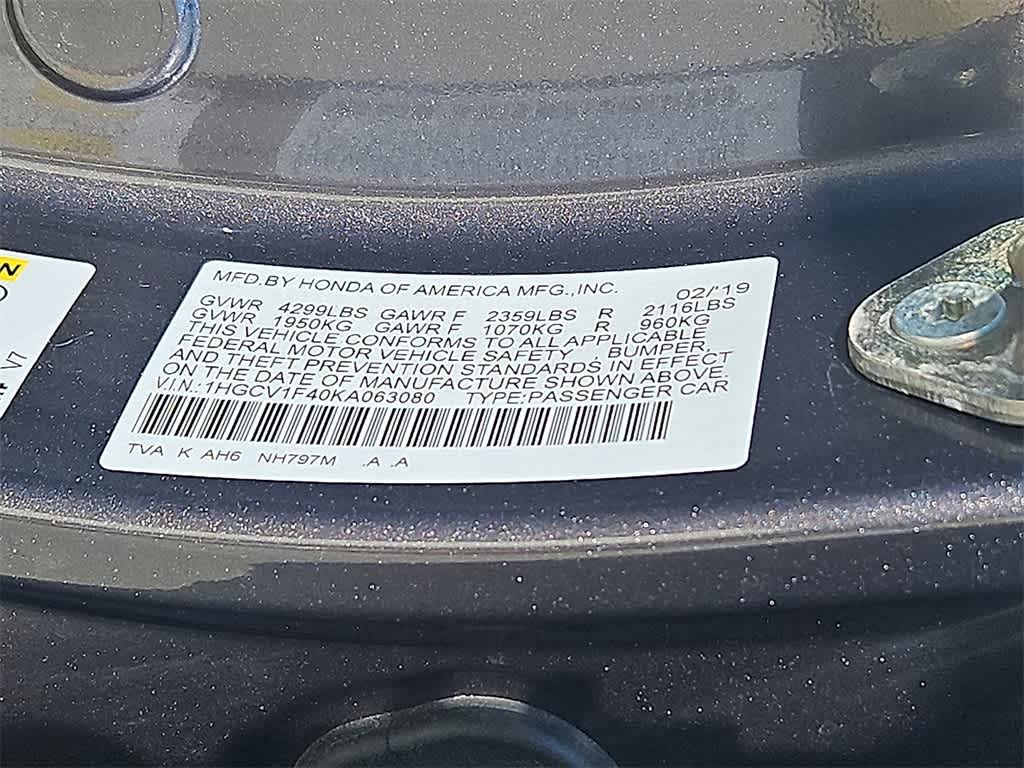 MFD.BY HONDA OF AMERICA MFG.,INC. 02/'19
GVWR 4299LBS GAWR F 2359LBS R 2116LBS
GVWR 1950KG GAWR F 1070KG R 960KG
THIS VEHICLE CONFORMS TO ALL APPLICABLE
FEDERAL MOTOR VEHICLE SAFETY , BUMPER,
AND THEFT PREVENTION STANDARDS IN EFFECT
ON THE DATE OF MANUFACTURE SHOWN ABOVE.
V.I.N.:1HGCV1F40KA063080 TYPE:PASSENGER CAR
TVA K AH6 NH797M .A .A